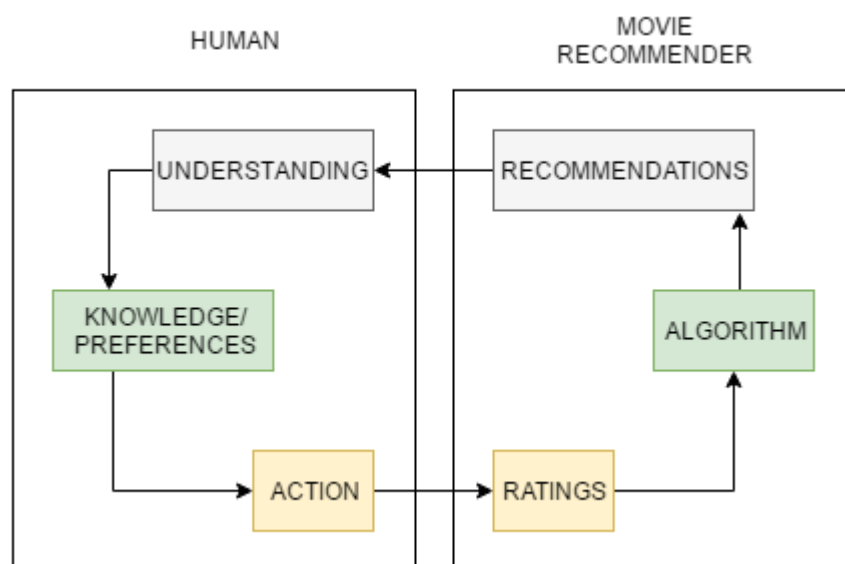 HUMAN
MOVIE
RECOMMENDER
UNDERSTANDING
RECOMMENDATIONS
KNOWLEDGE/
PREFERENCES
ALGORITHM
ACTION
RATINGS